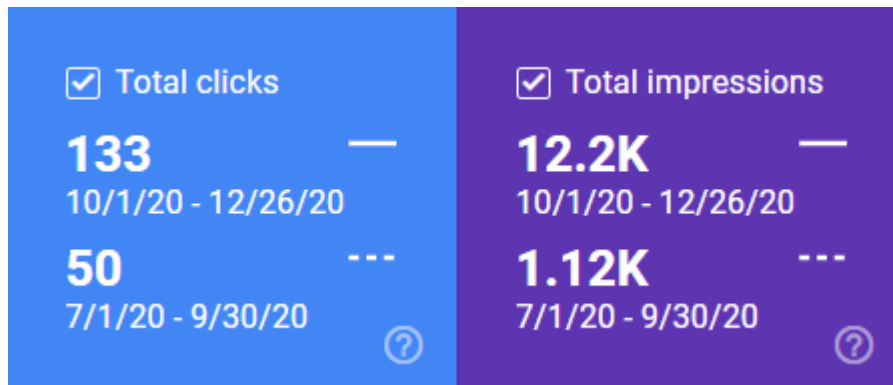 Total clicks
133
10/1/20 - 12/26/20
50
7/1/20 - 9/30/20
Total impressions
12.2K
10/1/20 - 12/26/20
1.12K
7/1/20 - 9/30/20